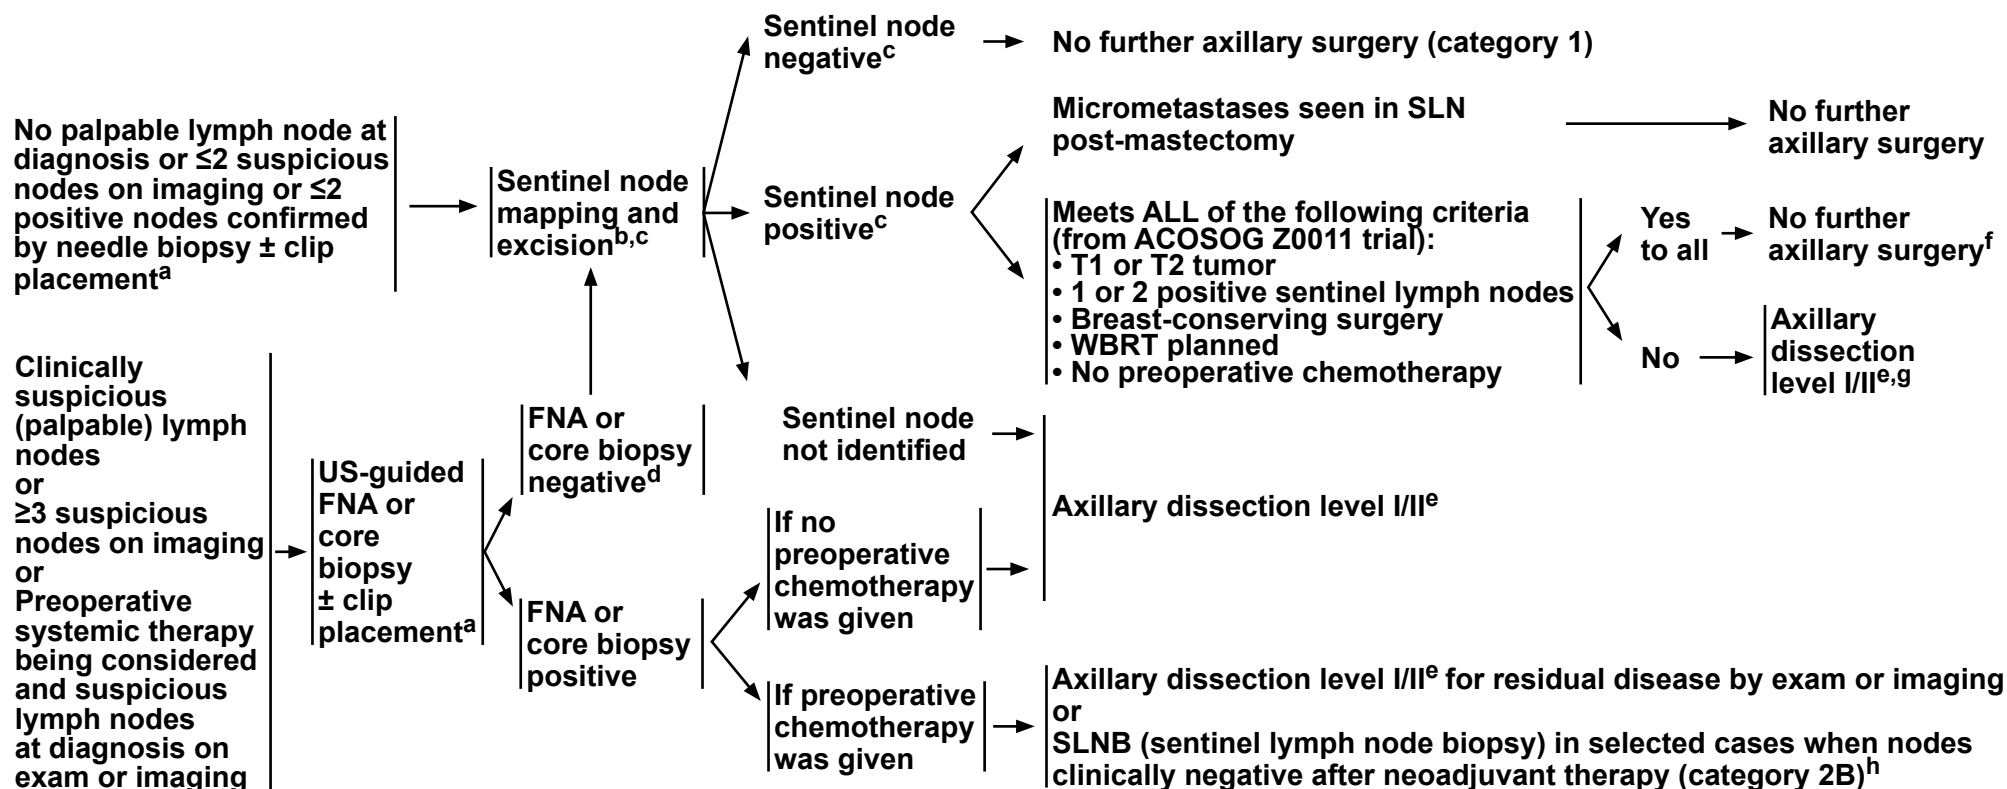 No palpable lymph node at
diagnosis or ≤2 suspicious
nodes on imaging or ≤2
positive nodes confirmed
by needle biopsy ± clip
placementᵃ
Clinically
suspicious
(palpable) lymph
nodes
or
≥3 suspicious
nodes on imaging
or
Preoperative
systemic therapy
being considered
and suspicious
lymph nodes
at diagnosis on
exam or imaging
US-guided
FNA or
core
biopsy
± clip
placementᵃ
Sentinel node
mapping and
excisionᵇ,ᶜ
FNA or
core biopsy
negativeᵈ
FNA or
core biopsy
positive
Sentinel node
negativeᶜ
No further axillary surgery (category 1)
Sentinel node
positiveᶜ
Micrometastases seen in SLN
post-mastectomy
No further
axillary surgery
Meets ALL of the following criteria
(from ACOSOG Z0011 trial):
• T1 or T2 tumor
• 1 or 2 positive sentinel lymph nodes
• Breast-conserving surgery
• WBRT planned
• No preoperative chemotherapy
Yes
to all
No further
axillary surgeryᶠ
No
Axillary
dissection
level I/IIᵉ,ᵍ
Sentinel node
not identified
If no
preoperative
chemotherapy
was given
Axillary dissection level I/IIᵉ
If preoperative
chemotherapy
was given
Axillary dissection level I/IIᵉ for residual disease by exam or imaging
or
SLNB (sentinel lymph node biopsy) in selected cases when nodes
clinically negative after neoadjuvant therapy (category 2B)ʰ